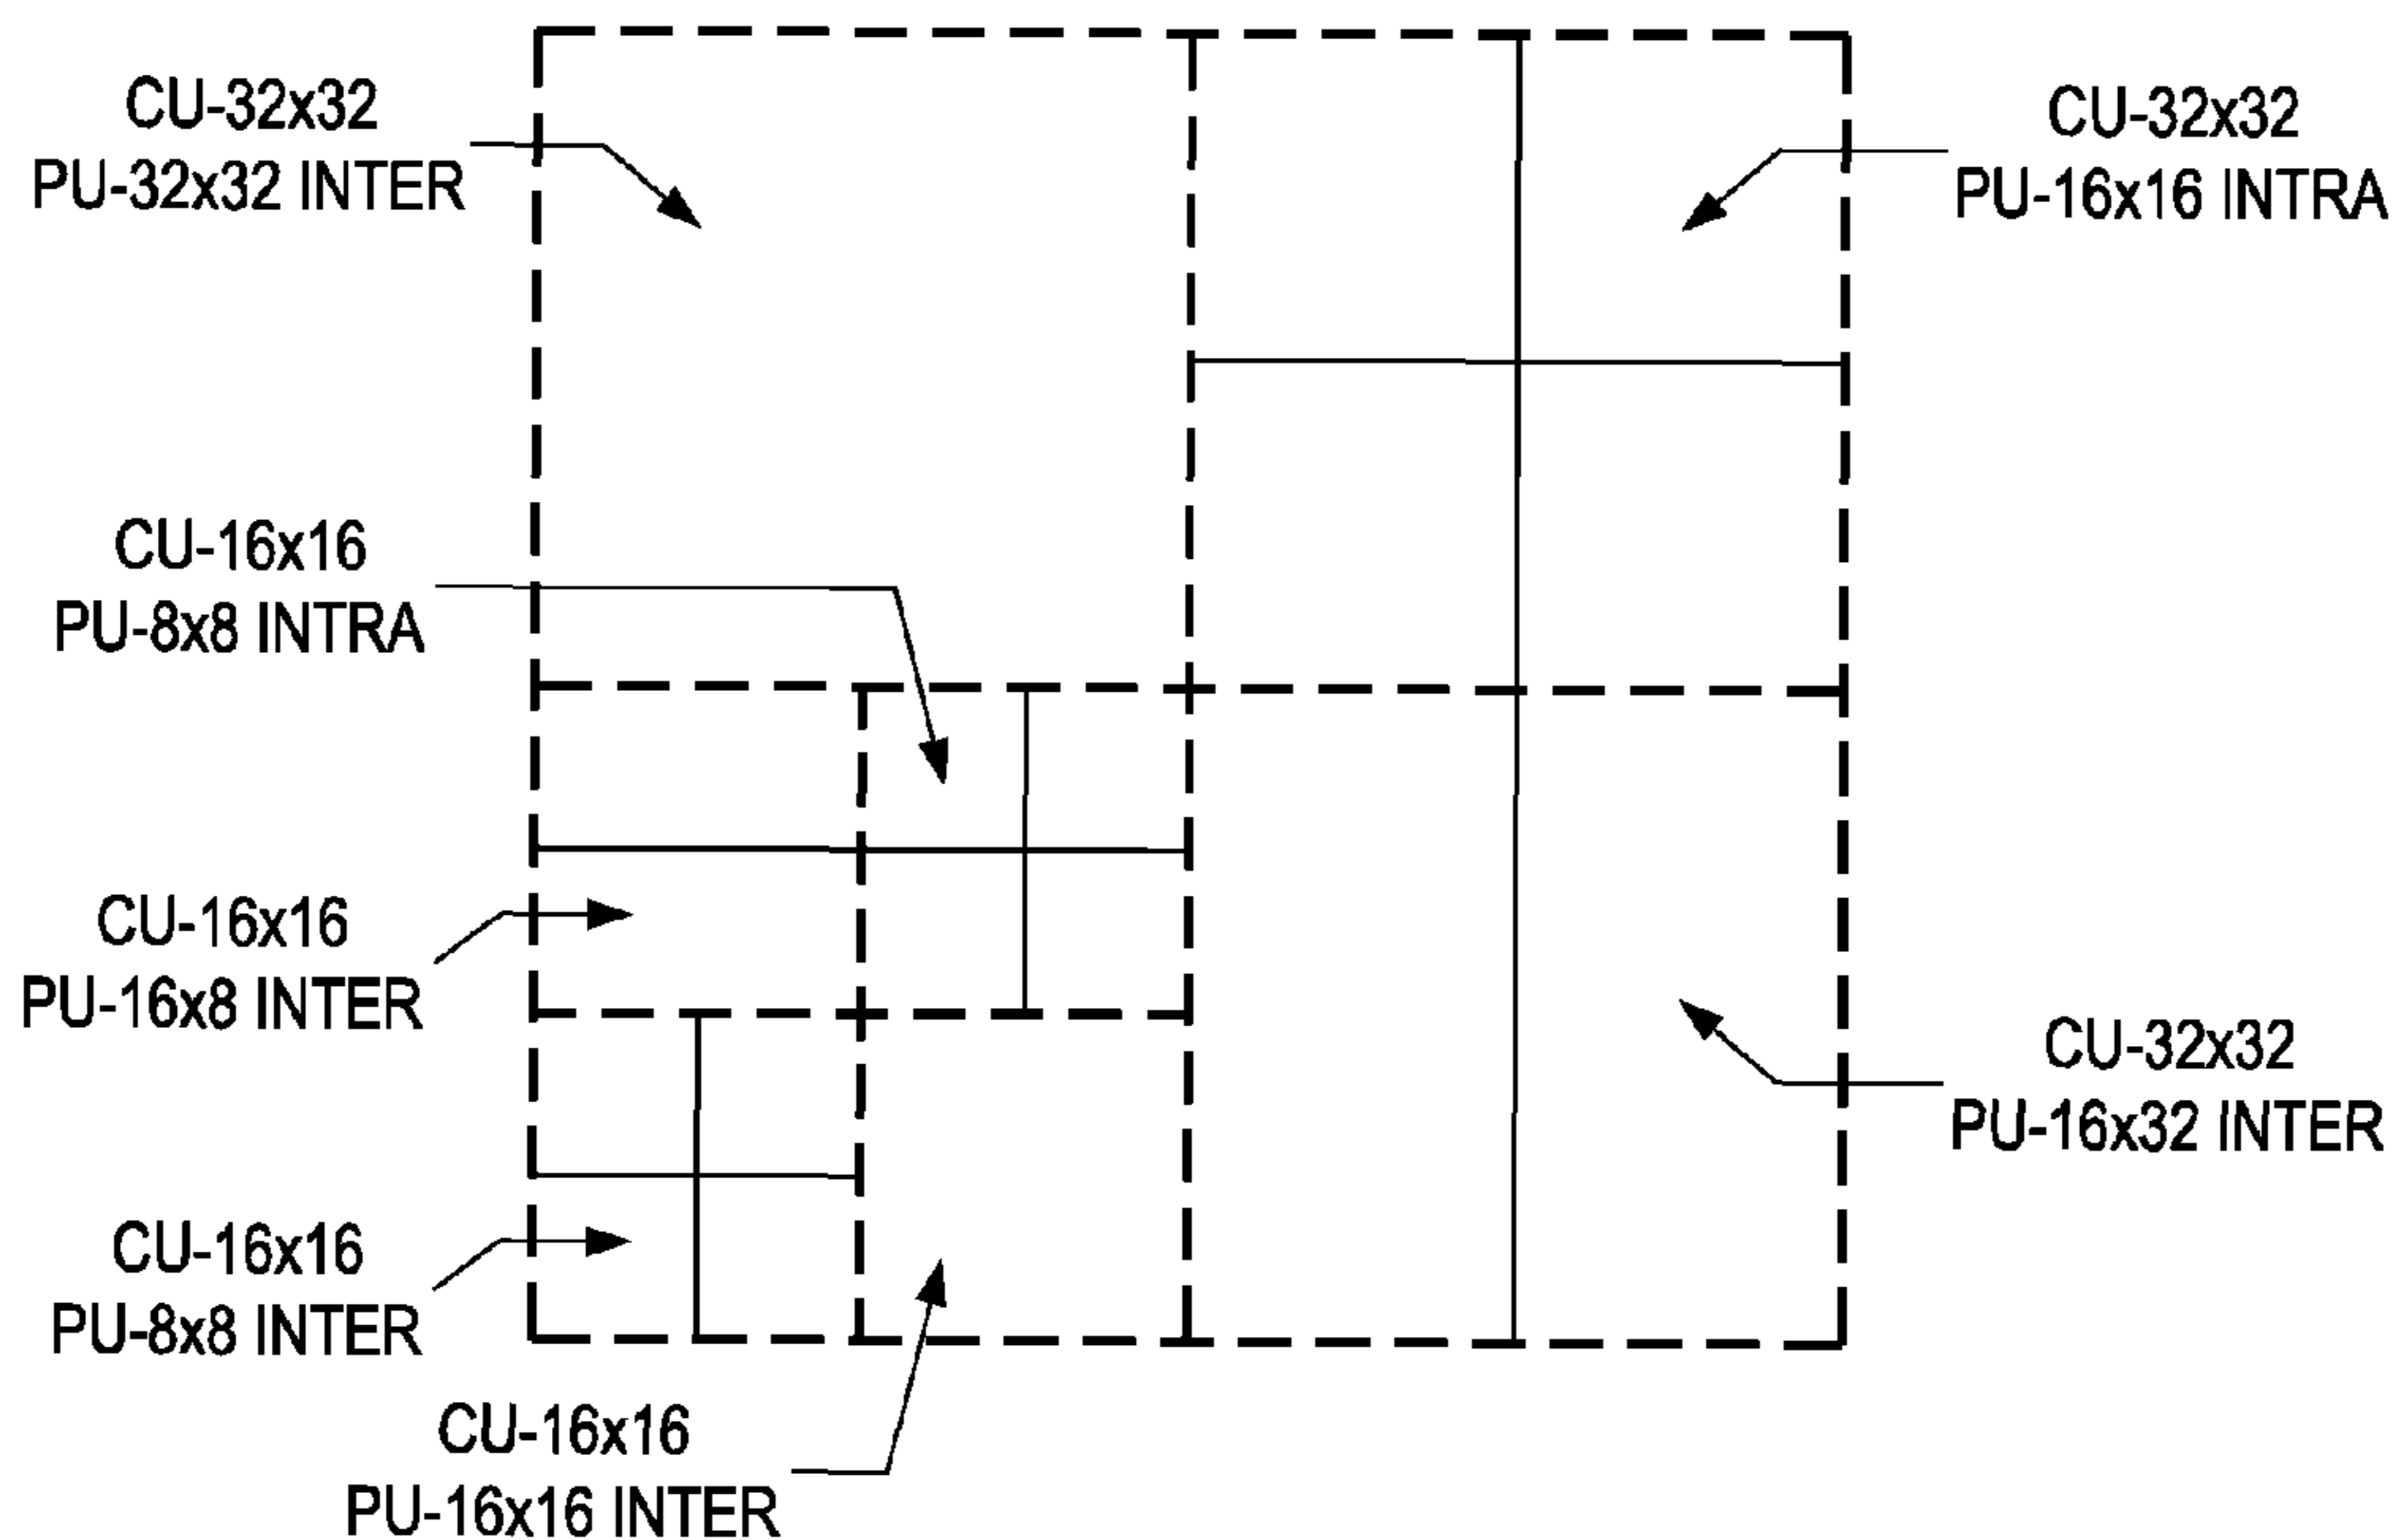 CU-32x32
PU-32x32 INTER
CU-32x32
PU-16x16 INTRA
CU-16x16
PU-8x8 INTRA
CU-16x16
PU-16x8 INTER
CU-32x32
PU-16x32 INTER
CU-16x16
PU-8x8 INTER
CU-16x16
PU-16x16 INTER